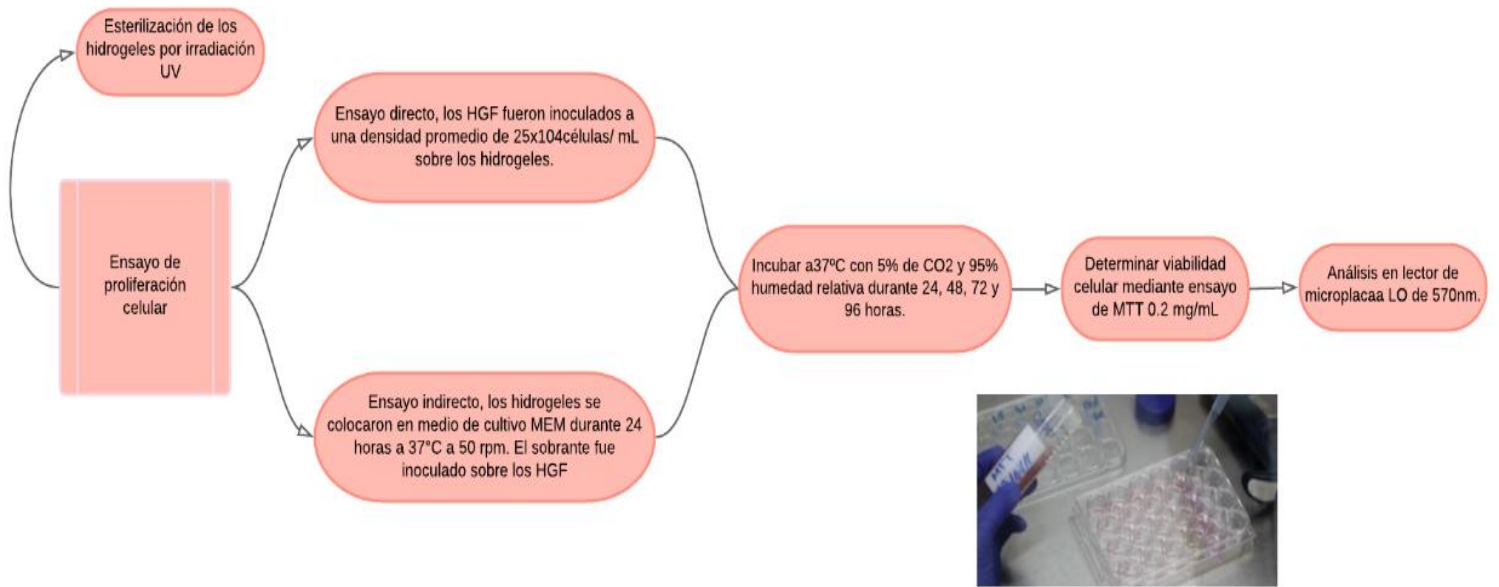 Esterilización de los
hidrogeles por irradiación
UV
Ensayo de
proliferación
celular
Ensayo directo, los HGF fueron inoculados a
una densidad promedio de 25x104células/ mL
sobre los hidrogeles.
Ensayo indirecto, los hidrogeles se
colocaron en medio de cultivo MEM durante 24
horas a 37°C a 50 rpm. El sobrante fue
inoculado sobre los HGF
Incubar a37ºC con 5% de CO2 y 95%
humedad relativa durante 24, 48, 72 y
96 horas.
Determinar viabilidad
celular mediante ensayo
de MTT 0.2 mg/mL
Análisis en lector de
microplacaa LO de 570nm.
MTT